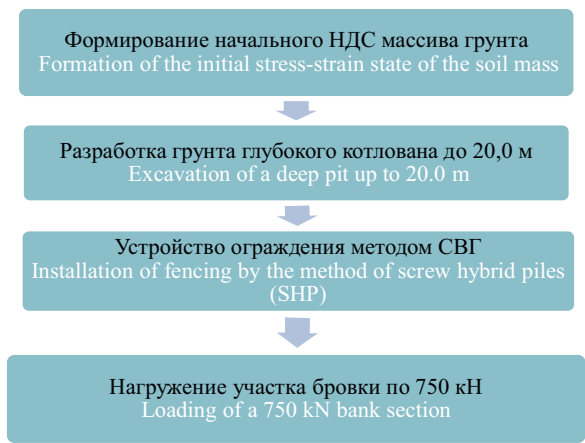 Формирование начального НДС массива грунта
Formation of the initial stress-strain state of the soil mass
Разработка грунта глубокого котлована до 20,0 м
Excavation of a deep pit up to 20.0 m
Устройство ограждения методом СВГ
Installation of fencing by the method of screw hybrid piles
(SHP)
Нагружение участка бровки по 750 кН
Loading of a 750 kN bank section